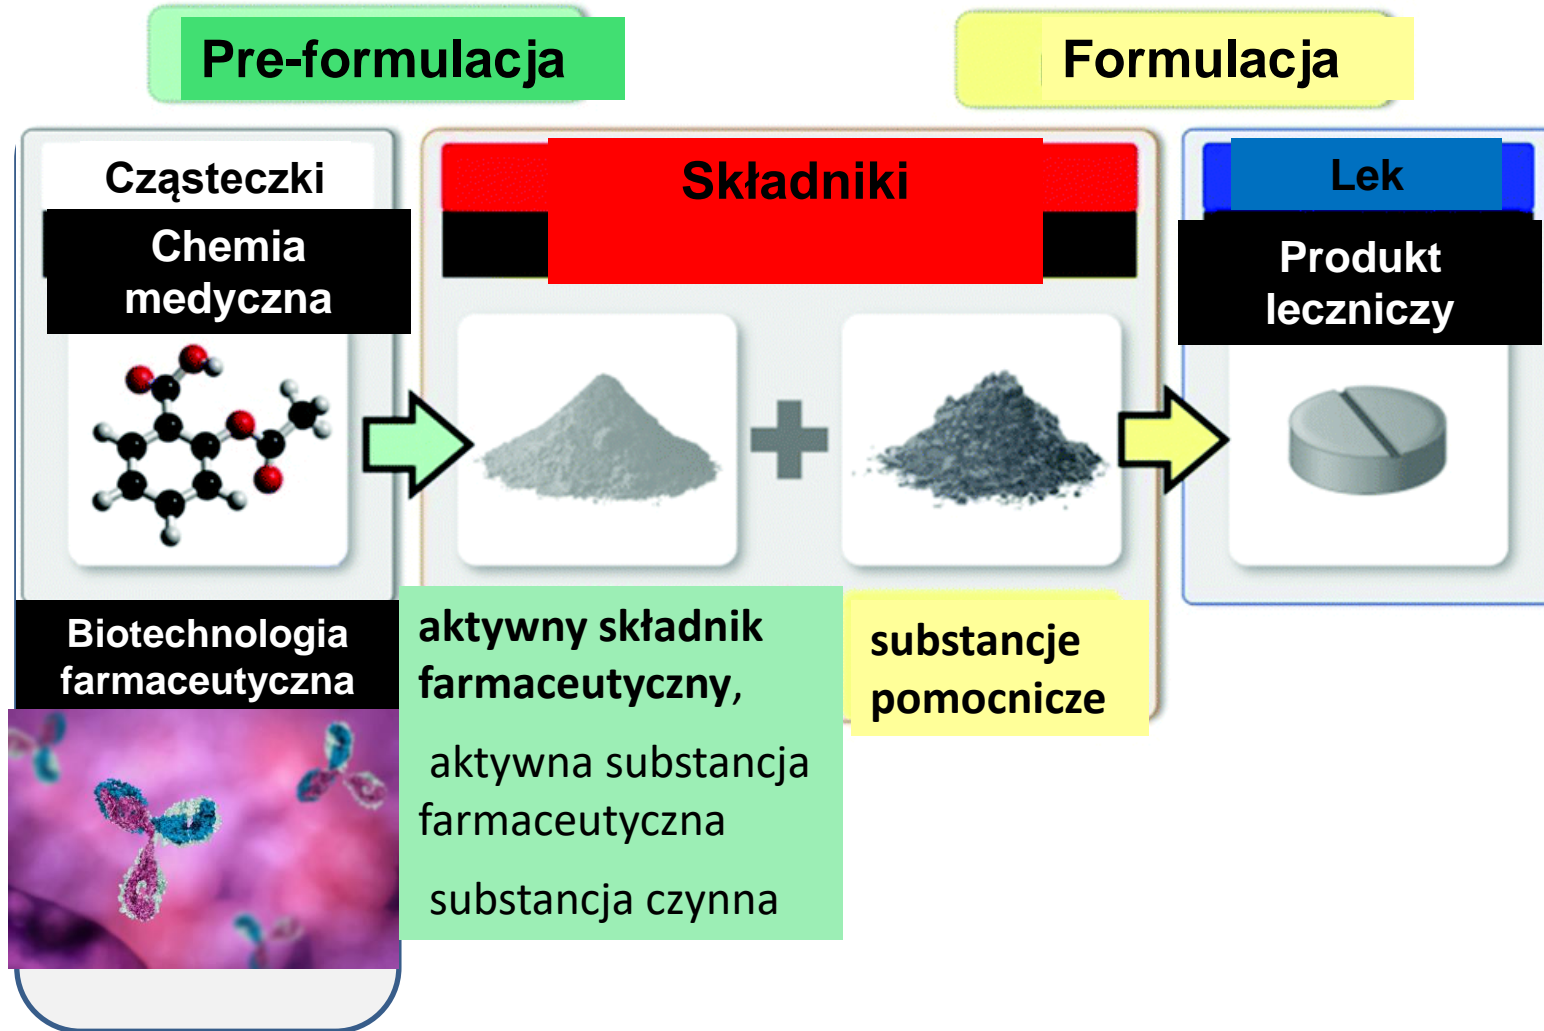 Pre-formulacja
Formulacja
Cząsteczki
Chemia
medyczna
Składniki
Lek
Produkt
leczniczy
Biotechnologia
farmaceutyczna
aktywny składnik
farmaceutyczny,
aktywna substancja
farmaceutyczna
substancja czynna
substancje
pomocnicze